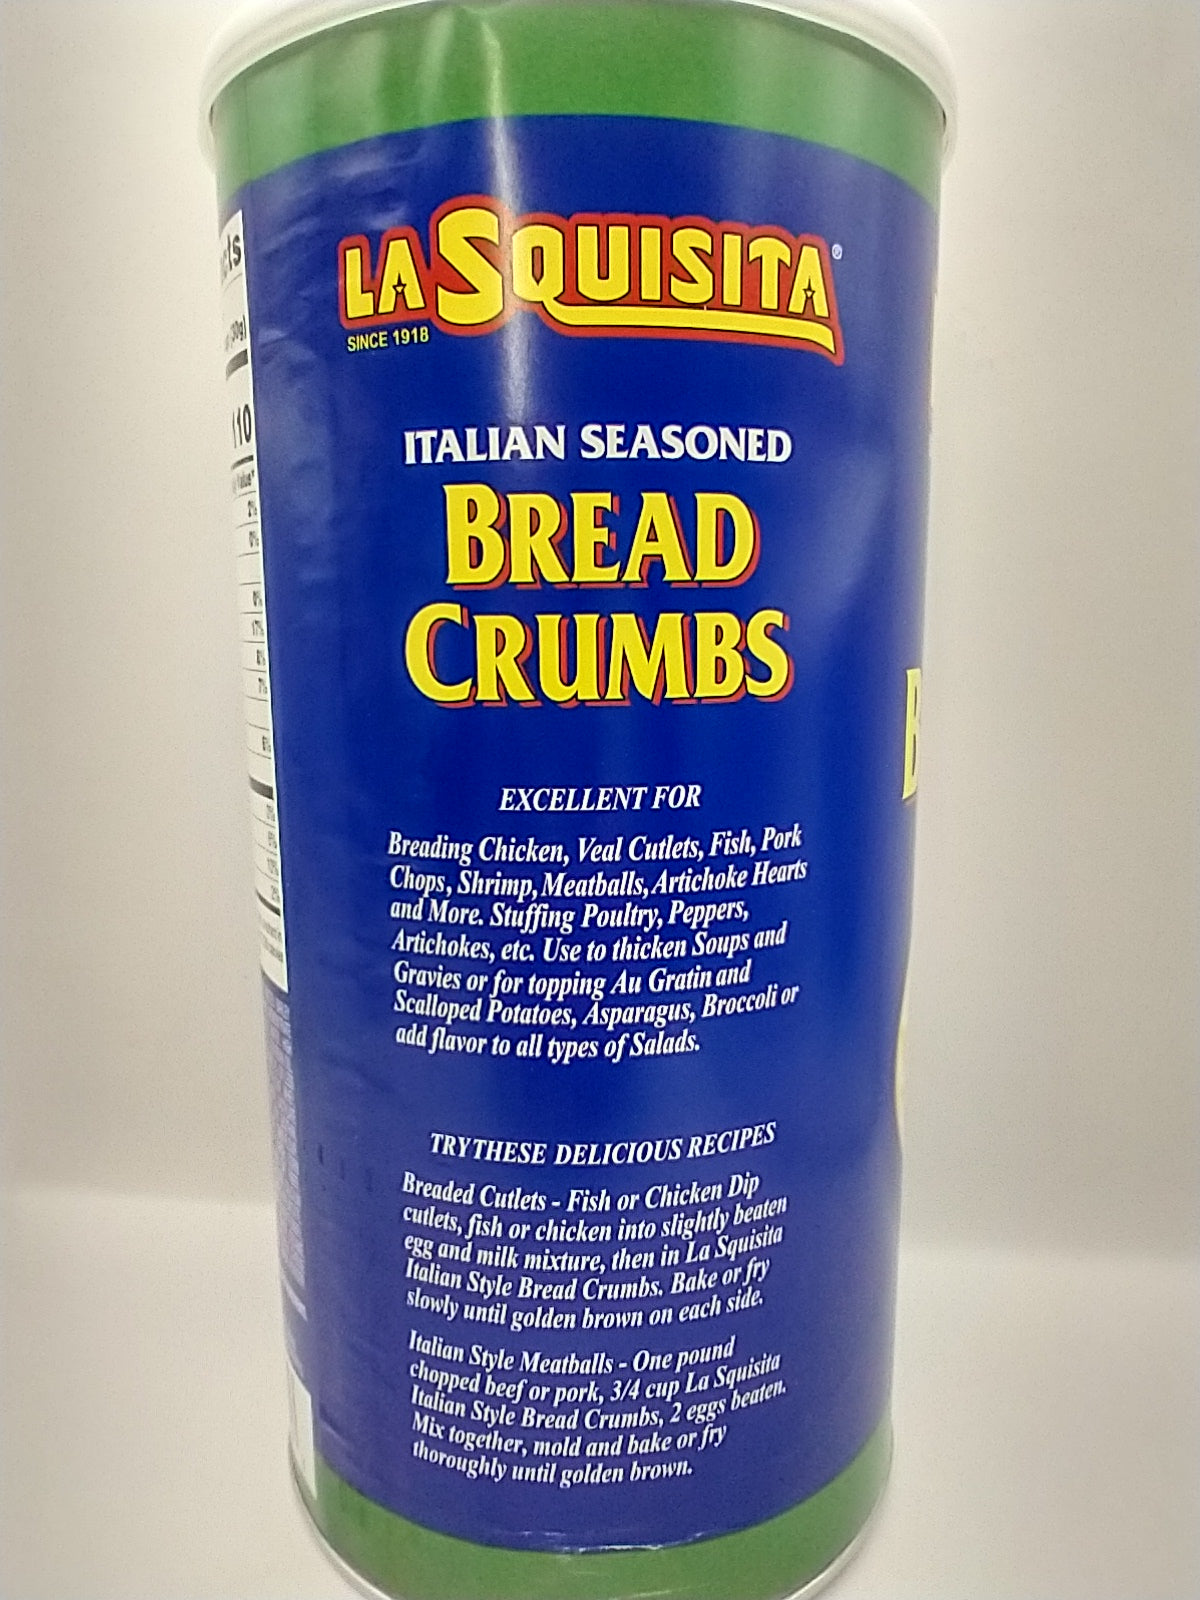 LA SQUISITA®
SINCE 1918
ITALIAN SEASONED
BREAD
CRUMBS
EXCELLENT FOR
Breading Chicken, Veal Cutlets, Fish, Pork
Chops, Shrimp, Meatballs, Artichoke Hearts
and More. Stuffing Poultry, Peppers,
Artichokes, etc. Use to thicken Soups and
Gravies or for topping Au Gratin and
Scalloped Potatoes, Asparagus, Broccoli or
add flavor to all types of Salads.
TRY THESE DELICIOUS RECIPES
Breaded Cutlets - Fish or Chicken Dip
cutlets, fish or chicken into slightly beaten
egg and milk mixture, then in La Squisita
Italian Style Bread Crumbs. Bake or fry
slowly until golden brown on each side.
Italian Style Meatballs - One pound
chopped beef or pork, 3/4 cup La Squisita
Italian Style Bread Crumbs, 2 eggs beaten.
Mix together, mold and bake or fry
thoroughly until golden brown.